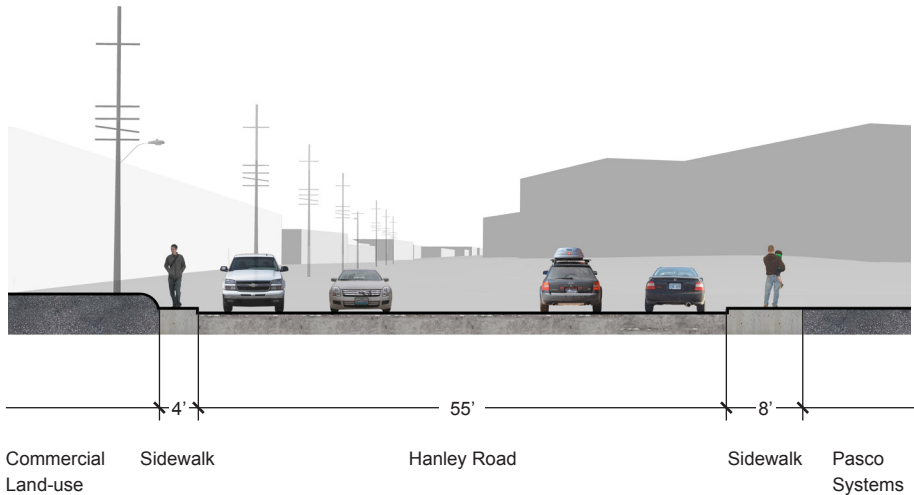 4’
55’
8’
Commercial
Land-use
Sidewalk
Hanley Road
Sidewalk
Pasco
Systems